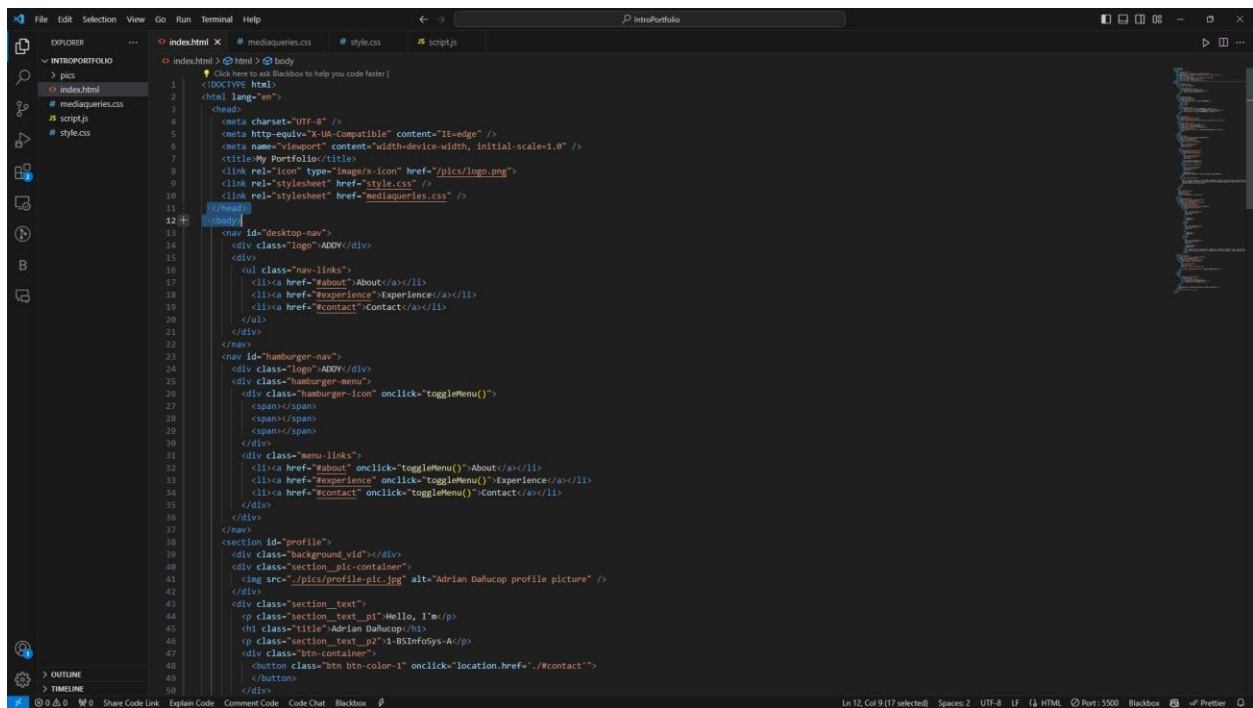 File Edit Selection View Go Run Terminal Help
IntroPortfolio
EXPLORER
index.html
# mediaqueries.css
# style.css
JS script.js
INTROPORTFOLIO
> pics
index.html
# mediaqueries.css
JS script.js
# style.css
index.html > html > body
Click here to ask Blackbox to help you code faster |
1 <!DOCTYPE html>
2 <html lang="en">
3 <head>
4 <meta charset="UTF-8" />
5 <meta http-equiv="X-UA-Compatible" content="IE=edge" />
6 <meta name="viewport" content="width=device-width, initial-scale=1.0" />
7 <title>My Portfolio</title>
8 <link rel="icon" type="image/x-icon" href="/pics/logo.png">
9 <link rel="stylesheet" href="style.css" />
10 <link rel="stylesheet" href="mediaqueries.css" />
11 </head>
12 <body>
13 <nav id="desktop-nav">
14 <div class="logo">ADDY</div>
15 <div>
16 <ul class="nav-links">
17 <li><a href="#about">About</a></li>
18 <li><a href="#experience">Experience</a></li>
19 <li><a href="#contact">Contact</a></li>
20 </ul>
21 </div>
22 </nav>
23 <nav id="hamburger-nav">
24 <div class="logo">ADDY</div>
25 <div class="hamburger-menu">
26 <div class="hamburger-icon" onclick="toggleMenu()">
27 <span></span>
28 <span></span>
29 <span></span>
30 </div>
31 <div class="menu-links">
32 <li><a href="#about" onclick="toggleMenu()">About</a></li>
33 <li><a href="#experience" onclick="toggleMenu()">Experience</a></li>
34 <li><a href="#contact" onclick="toggleMenu()">Contact</a></li>
35 </div>
36 </div>
37 </nav>
38 <section id="profile">
39 <div class="background_vid"></div>
40 <div class="section__pic-container">
41 <img src="./pics/profile-pic.jpg" alt="Adrian Dañucop profile picture" />
42 </div>
43 <div class="section__text">
44 <p class="section__text__p1">Hello, I'm</p>
45 <h1 class="title">Adrian Dañucop</h1>
46 <p class="section__text__p2">1-BSInfoSys-A</p>
47 <div class="btn-container">
48 <button class="btn btn-color-1" onclick="location.href='./#contact'">
49 </button>
50 </div>
> OUTLINE
> TIMELINE
0 0 0 Share Code Link Explain Code Comment Code Code Chat Blackbox
Ln 12, Col 9 (17 selected) Spaces: 2 UTF-8 LF HTML Port : 5500 Blackbox Prettier